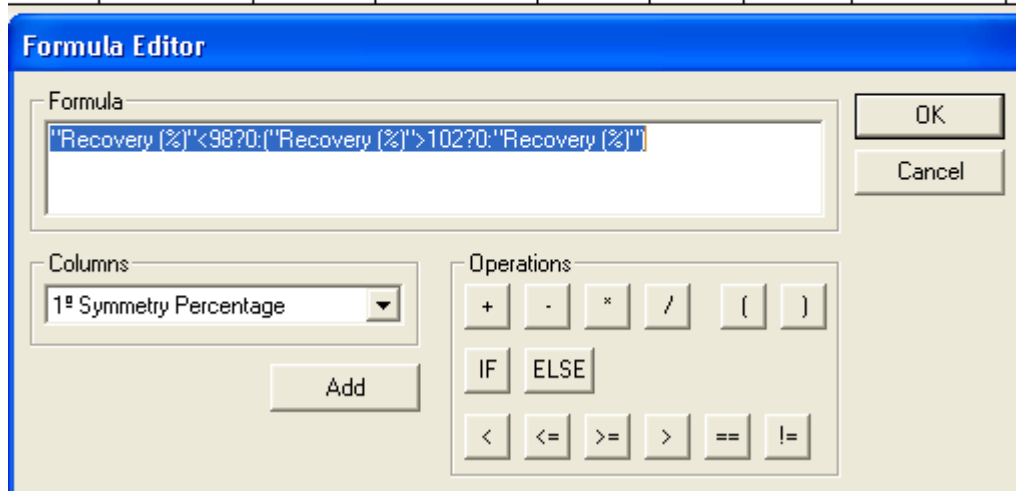 Formula Editor
Formula
"Recovery (%)"<98?0:("Recovery (%)">102?0:"Recovery (%)")
OK
Cancel
Columns
1º Symmetry Percentage
Add
Operations
+ - * / ( )
IF ELSE
< <= >= > == !=